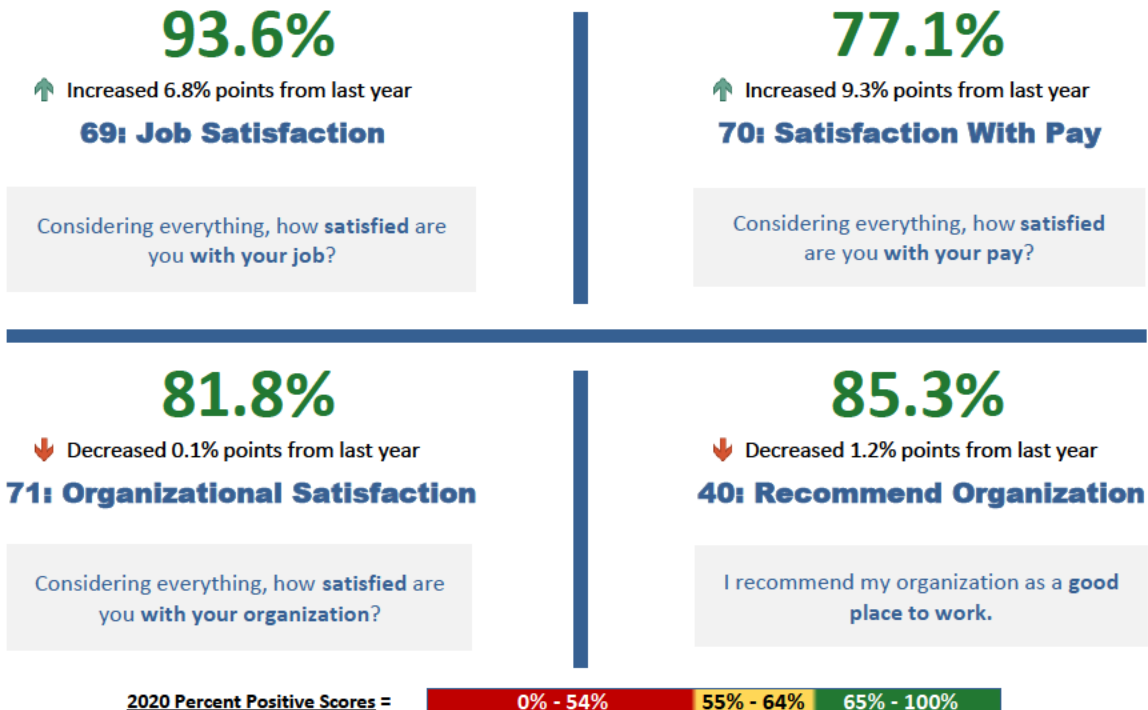 93.6%
Increased 6.8% points from last year
69: Job Satisfaction
Considering everything, how satisfied are
you with your job?
77.1%
Increased 9.3% points from last year
70: Satisfaction With Pay
Considering everything, how satisfied
are you with your pay?
81.8%
Decreased 0.1% points from last year
71: Organizational Satisfaction
Considering everything, how satisfied are
you with your organization?
85.3%
Decreased 1.2% points from last year
40: Recommend Organization
I recommend my organization as a good
place to work.
2020 Percent Positive Scores = 0% - 54% 55% - 64% 65% - 100%